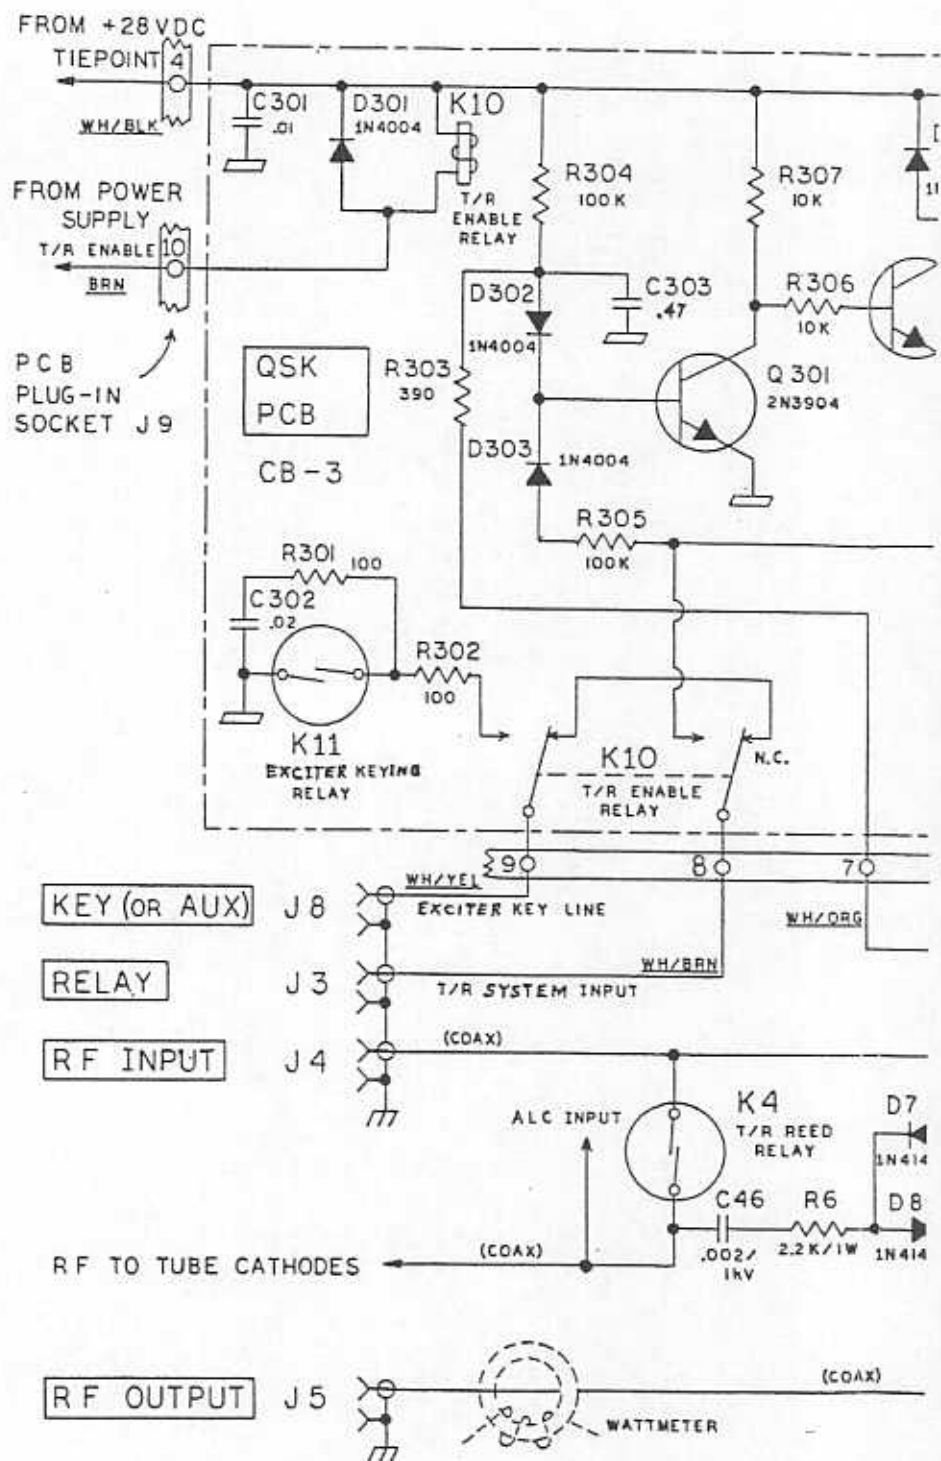 FROM +28VDC
TIEPOINT 4
WH/BLK
C301
.01
D301
1N4004
K10
T/R
ENABLE
RELAY
R304
100K
R307
10K
FROM POWER
SUPPLY
T/R ENABLE 10
BRN
D302
1N4004
C303
.47
R306
10K
PCB
PLUG-IN
SOCKET J9
QSK
PCB
CB-3
R303
390
Q301
2N3904
D303
1N4004
R305
100K
R301 100
C302
.02
R302
100
K11
EXCITER KEYING
RELAY
K10
T/R ENABLE
RELAY
N.C.
9
8
7
KEY (OR AUX) J8
WH/YEL
EXCITER KEY LINE
WH/ORG
RELAY J3
WH/BRN
T/R SYSTEM INPUT
RF INPUT J4
(COAX)
ALC INPUT
K4
T/R REED
RELAY
D7
1N414
C46
.002/
1kV
R6
2.2K/1W
D8
1N414
RF TO TUBE CATHODES
(COAX)
RF OUTPUT J5
(COAX)
WATTMETER